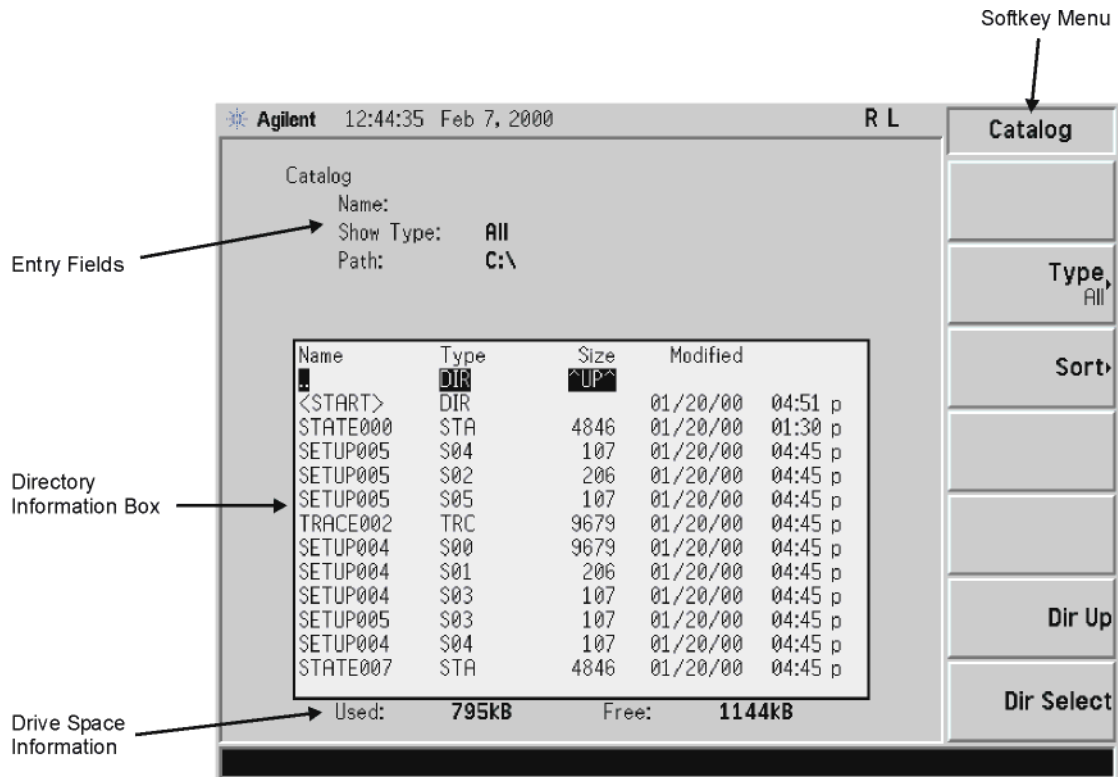 Softkey Menu
Agilent 12:44:35 Feb 7, 2000 R L
Catalog
Catalog
Name:
Show Type: All
Path: C:\
Entry Fields
Type
All
Sort
Name Type Size Modified
.. DIR ^UP^
<START> DIR 01/20/00 04:51 p
STATE000 STA 4846 01/20/00 01:30 p
SETUP005 S04 107 01/20/00 04:45 p
SETUP005 S02 206 01/20/00 04:45 p
SETUP005 S05 107 01/20/00 04:45 p
TRACE002 TRC 9679 01/20/00 04:45 p
SETUP004 S00 9679 01/20/00 04:45 p
SETUP004 S01 206 01/20/00 04:45 p
SETUP004 S03 107 01/20/00 04:45 p
SETUP005 S03 107 01/20/00 04:45 p
SETUP004 S04 107 01/20/00 04:45 p
STATE007 STA 4846 01/20/00 04:45 p
Directory
Information Box
Dir Up
Dir Select
Used: 795kB Free: 1144kB
Drive Space
Information